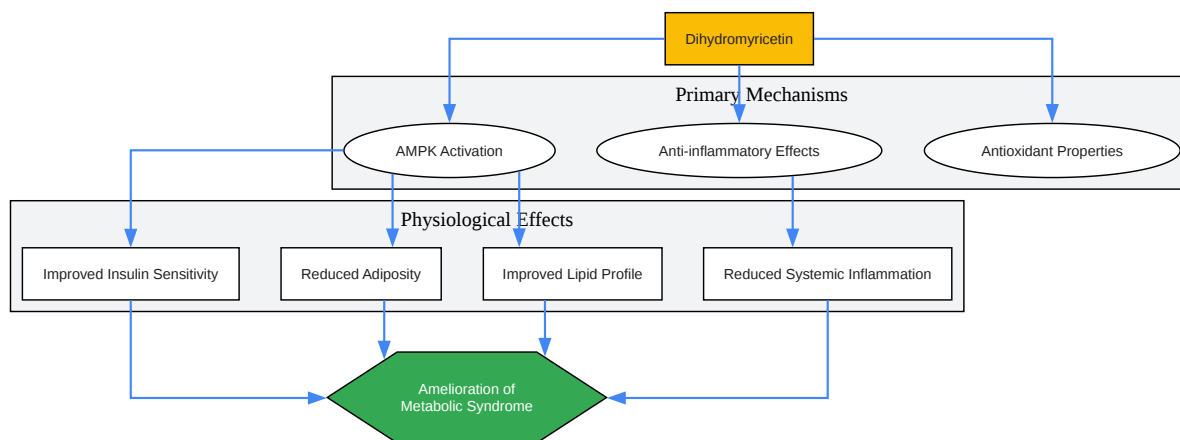 Dihydromyricetin
Primary Mechanisms
AMPK Activation
Anti-inflammatory Effects
Antioxidant Properties
Physiological Effects
Improved Insulin Sensitivity
Reduced Adiposity
Improved Lipid Profile
Reduced Systemic Inflammation
Amelioration of
Metabolic Syndrome